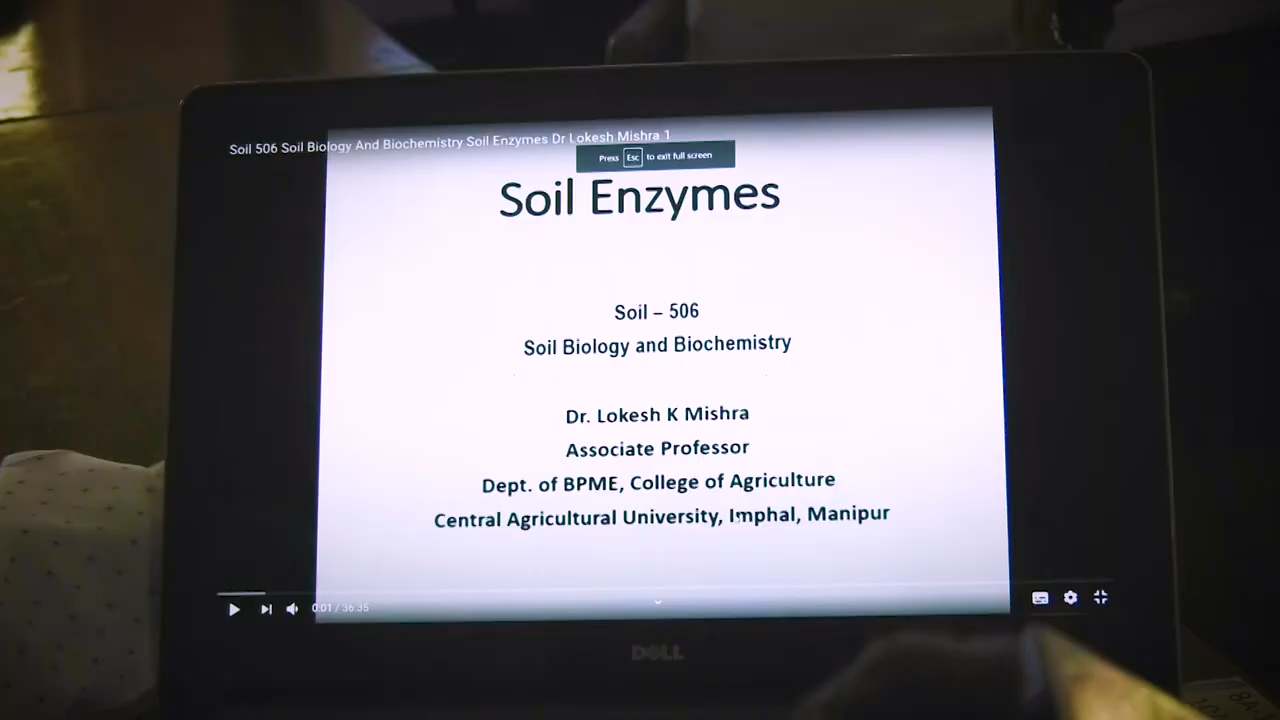 Soil 506 Soil Biology And Biochemistry Soil Enzymes Dr Lokesh Mishra 1
Press Esc to exit full screen
Soil Enzymes
Soil – 506
Soil Biology and Biochemistry
Dr. Lokesh K Mishra
Associate Professor
Dept. of BPME, College of Agriculture
Central Agricultural University, Imphal, Manipur
0:01 / 36:35
DELL